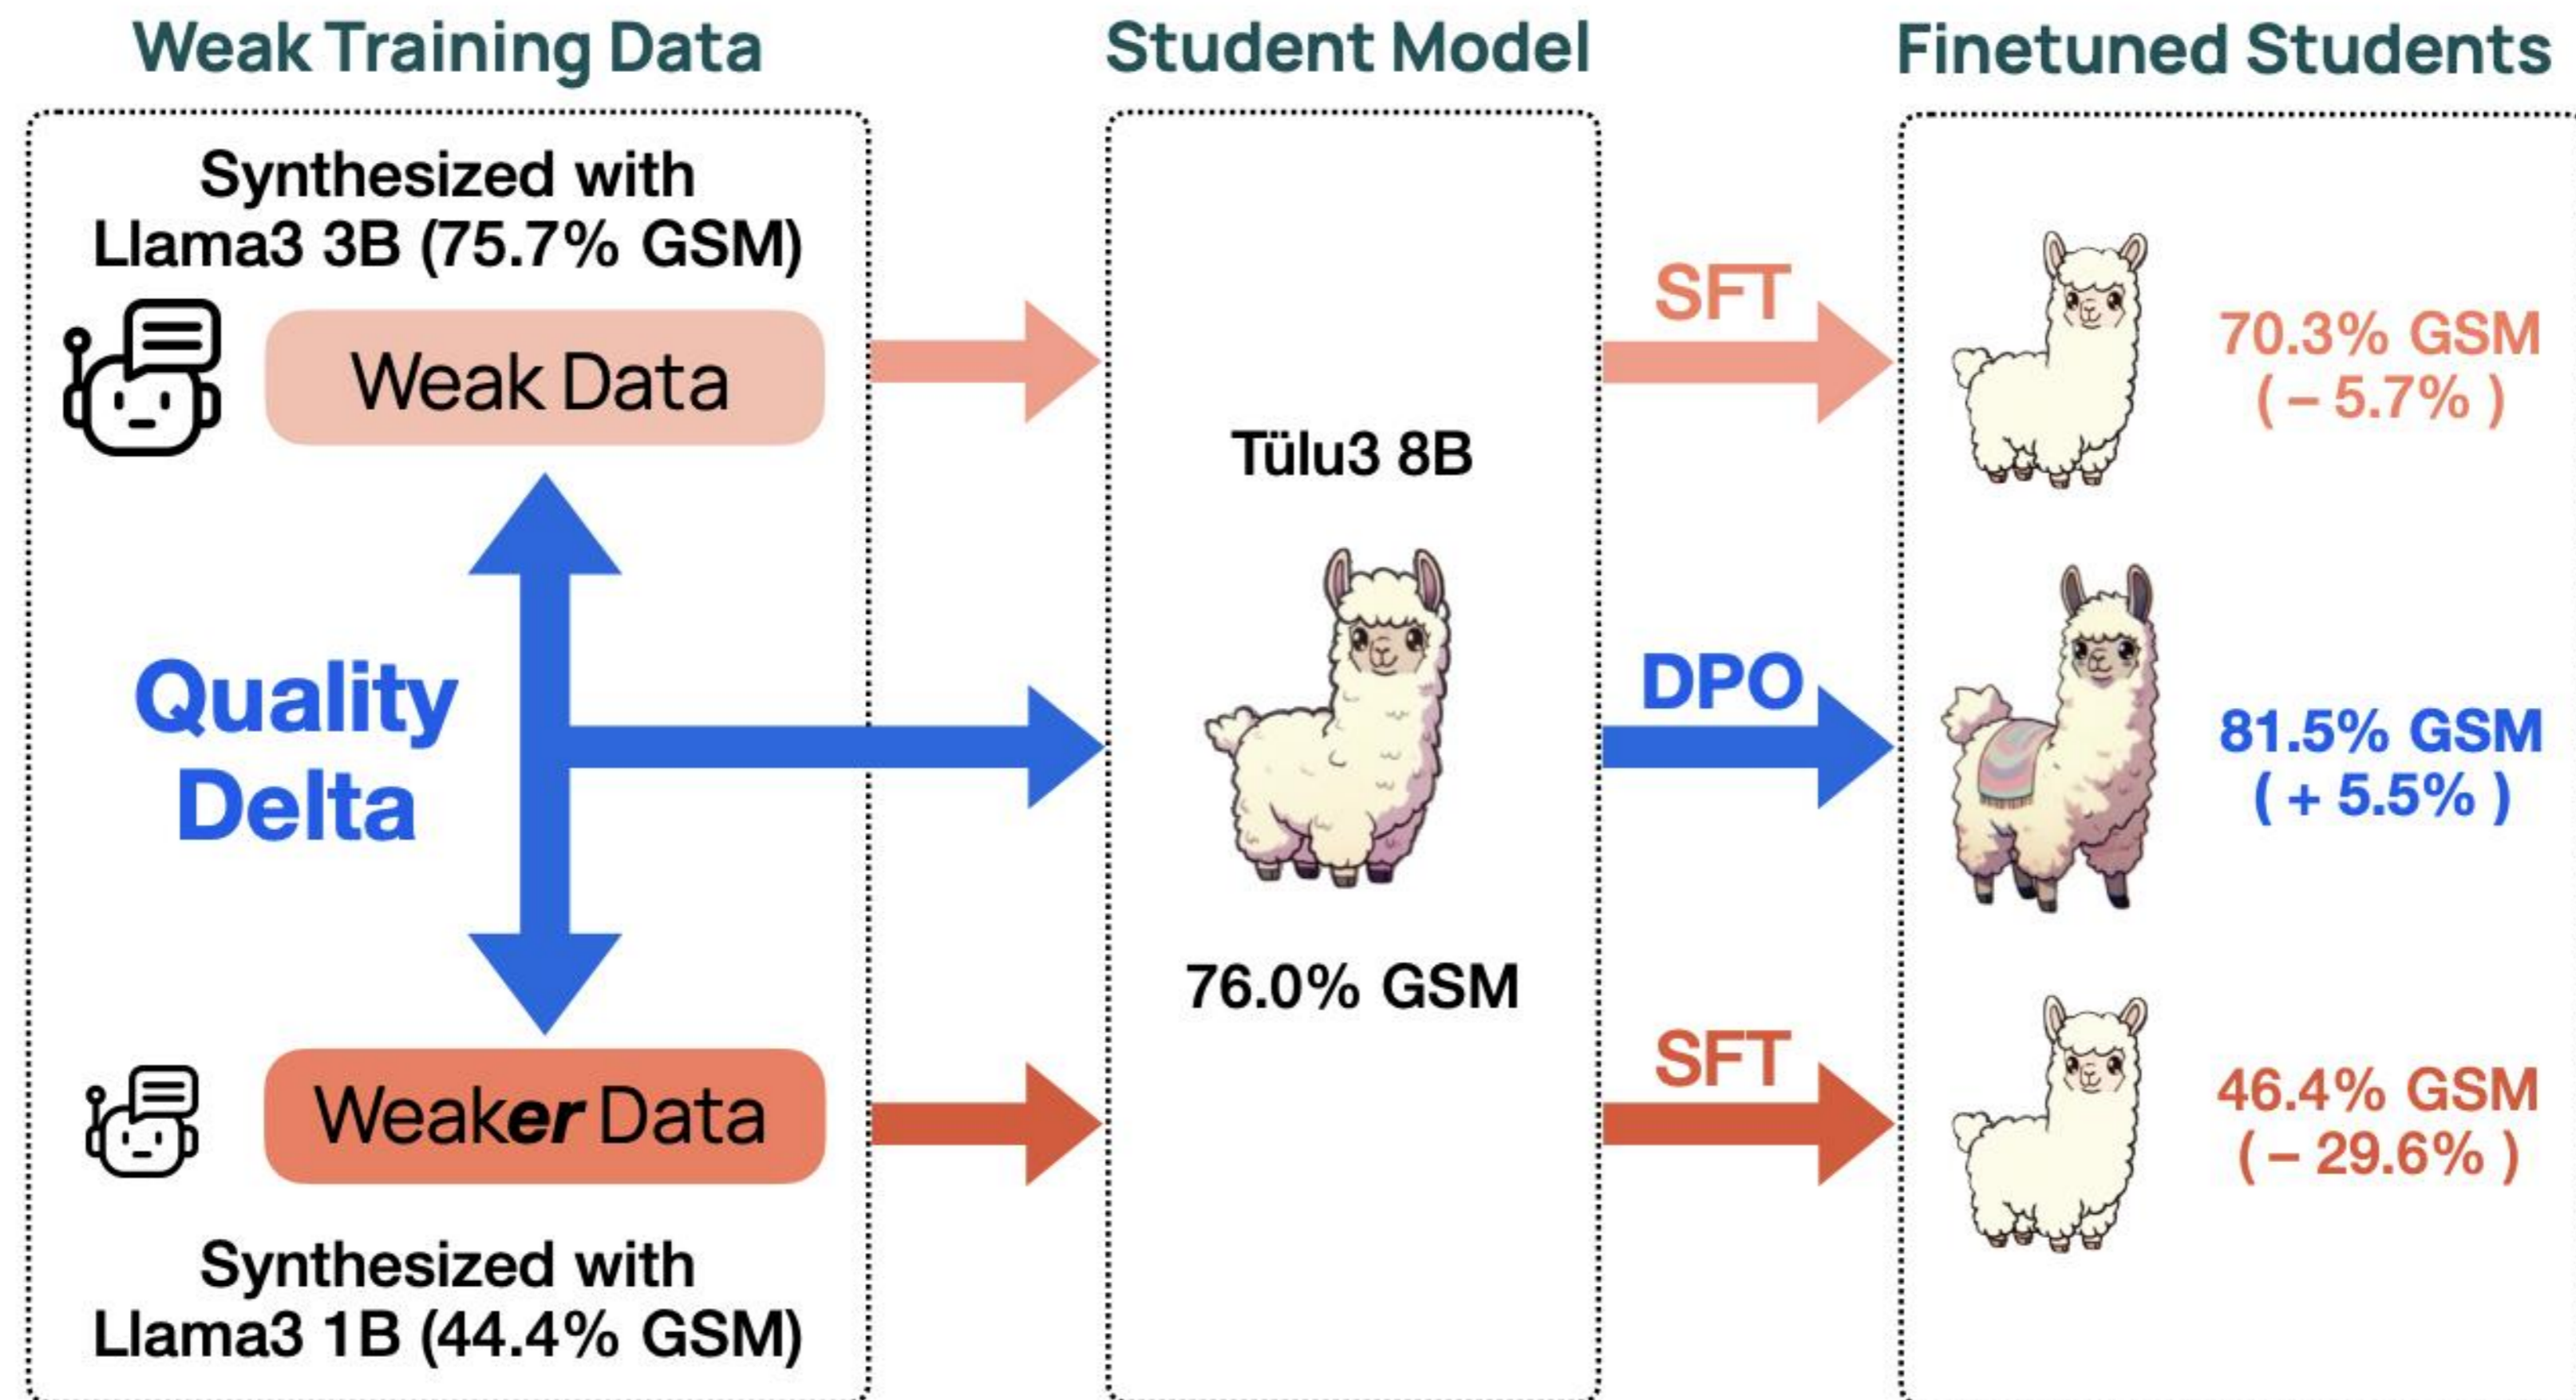 Weak Training Data
Synthesized with
Llama3 3B (75.7% GSM)
Weak Data
Quality
Delta
Weaker Data
Synthesized with
Llama3 1B (44.4% GSM)
Student Model
Tülu3 8B
76.0% GSM
SFT
DPO
SFT
Finetuned Students
70.3% GSM
( – 5.7% )
81.5% GSM
( + 5.5% )
46.4% GSM
( – 29.6% )